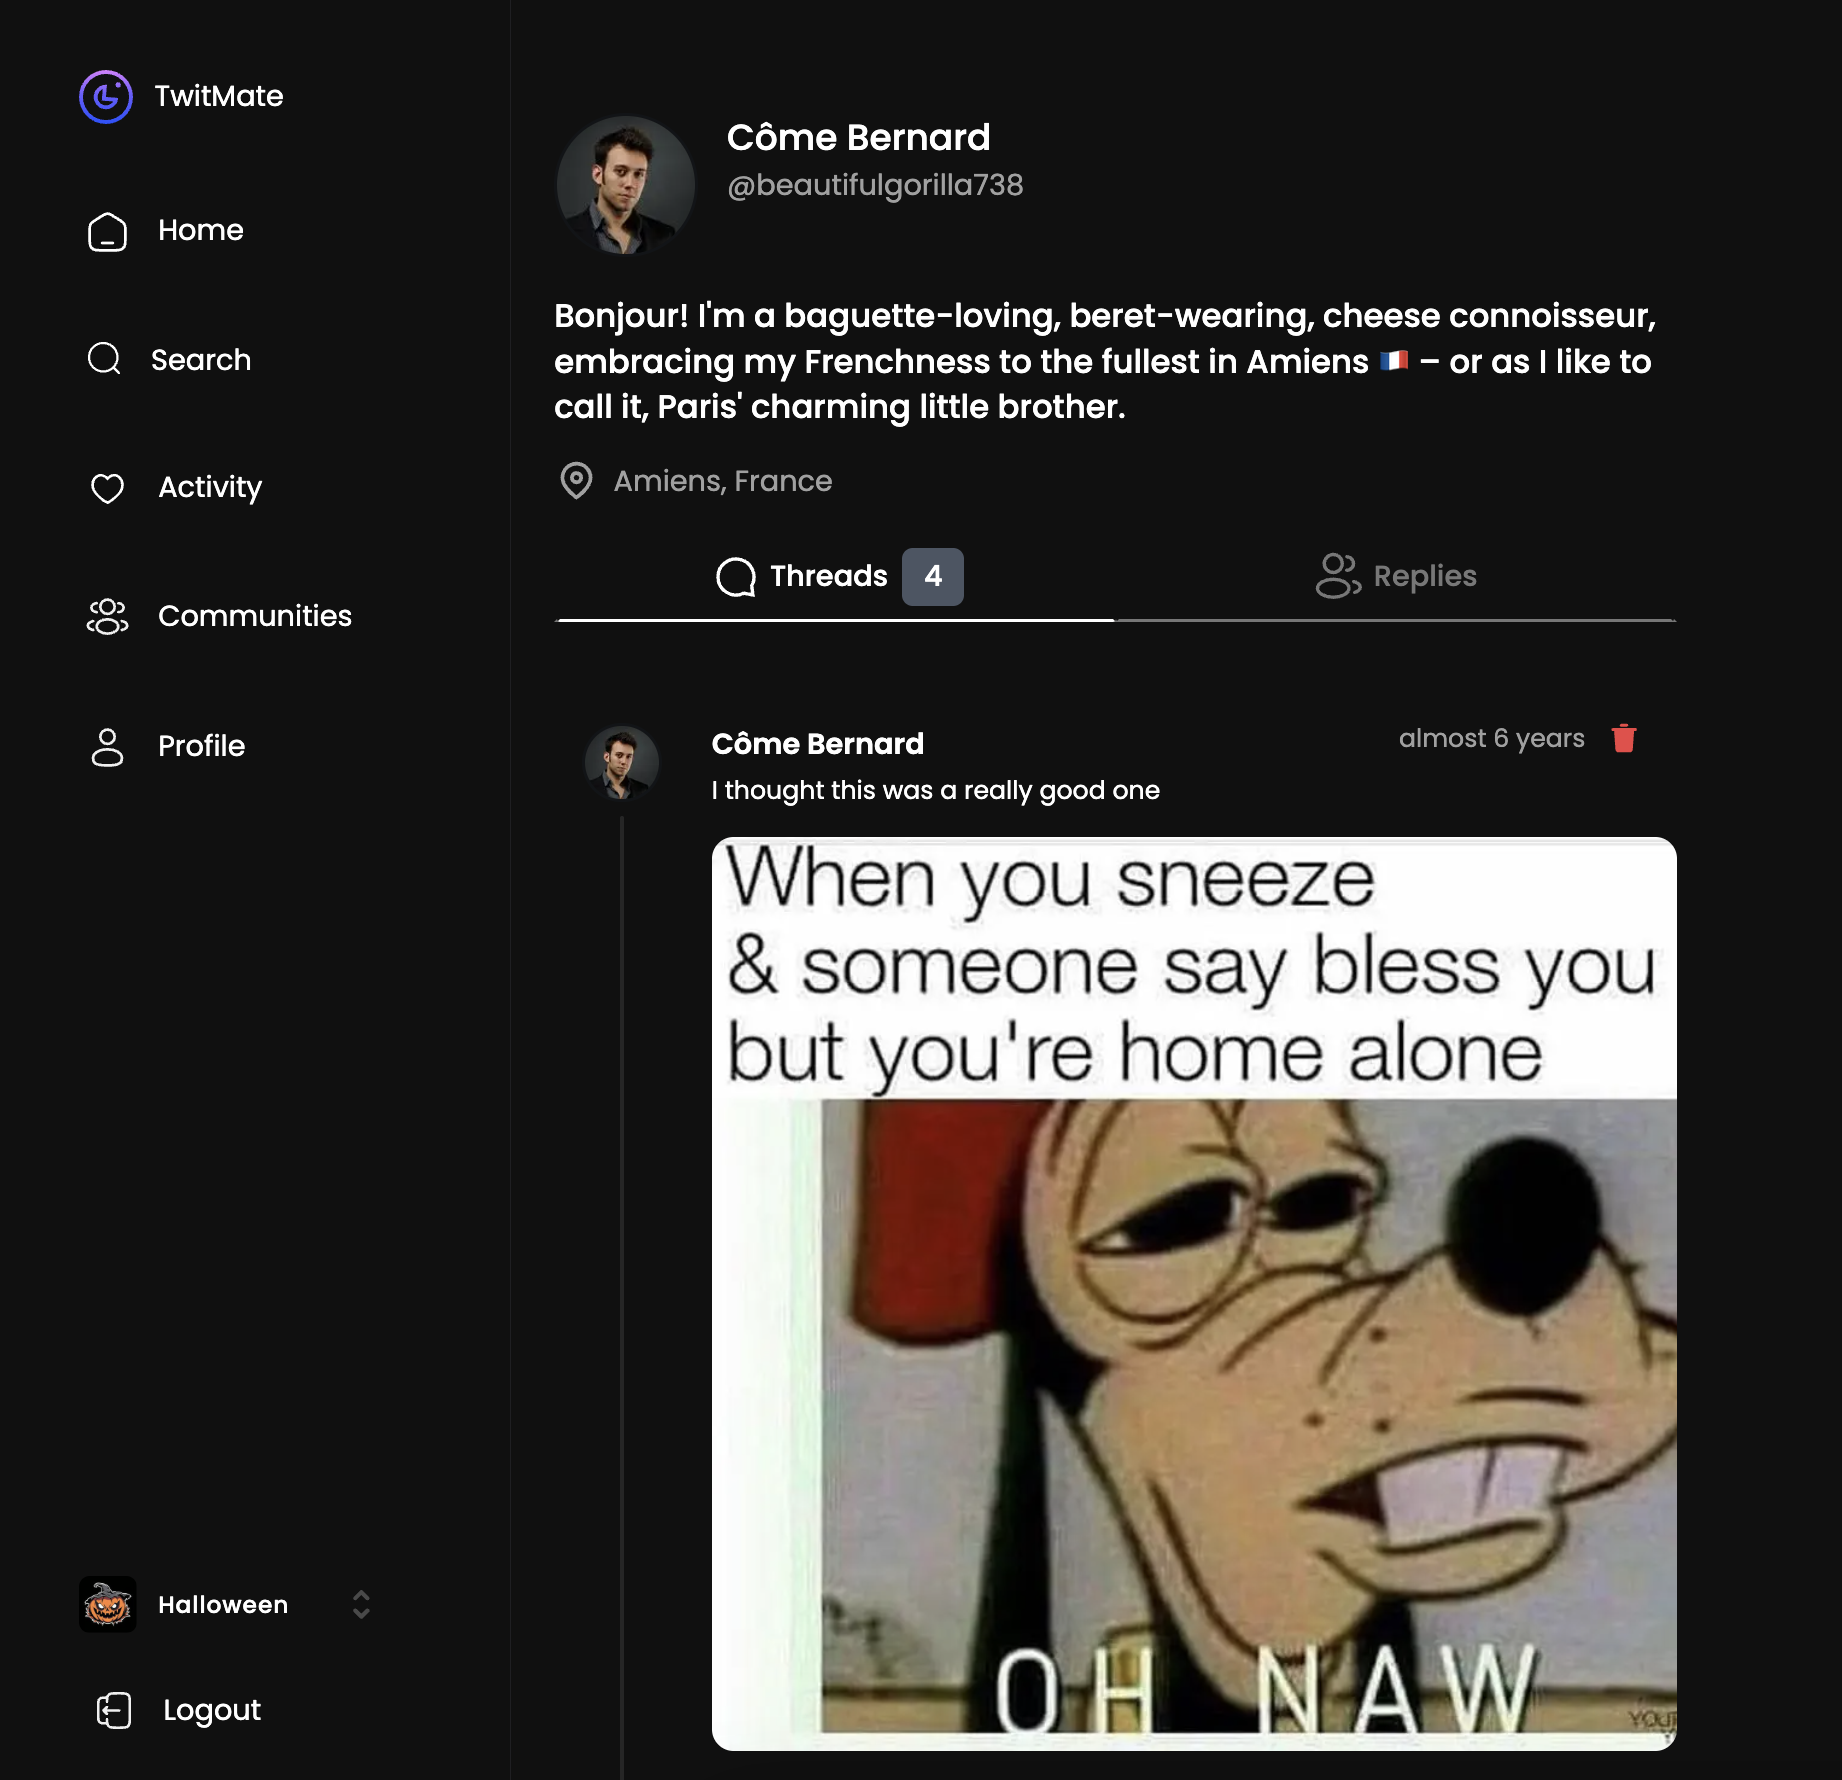 TwitMate
Home
Search
Activity
Communities
Profile
Halloween
Logout
Côme Bernard
@beautifulgorilla738
Bonjour! I'm a baguette-loving, beret-wearing, cheese connoisseur,
embracing my Frenchness to the fullest in Amiens 🇫🇷 – or as I like to
call it, Paris' charming little brother.
Amiens, France
Threads 4
Replies
Côme Bernard
almost 6 years
I thought this was a really good one
When you sneeze
& someone say bless you
but you're home alone
OH NAW